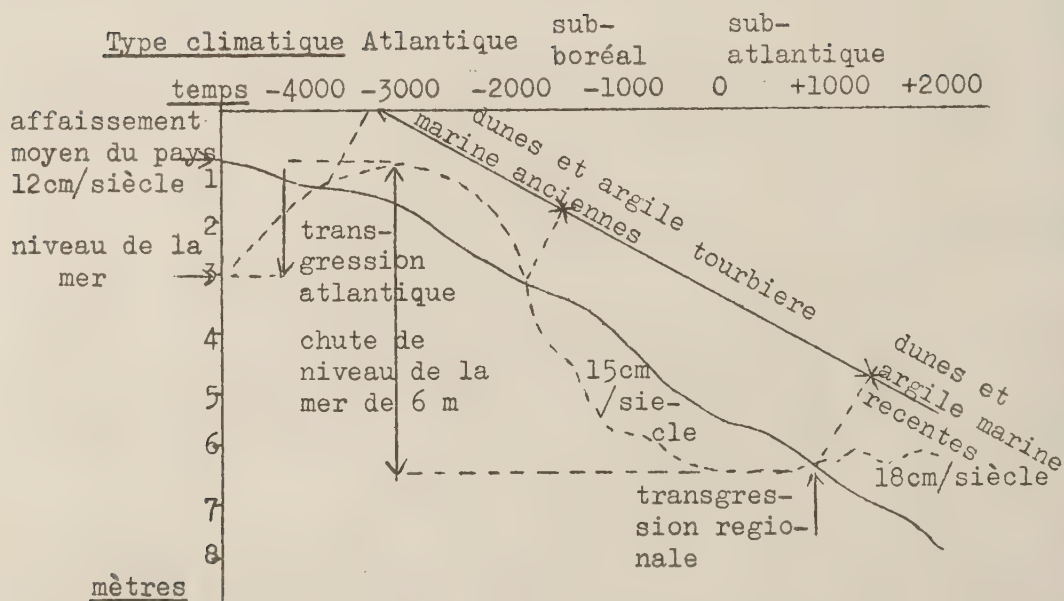 Type climatique Atlantique sub-boréal sub-atlantique
temps -4000 -3000 -2000 -1000 0 +1000 +2000
affaissement
moyen du pays
12cm/siècle
niveau de la
mer
1
2
3
4
5
6
7
8
mètres
trans-
gression
atlantique
chute de
niveau de la
mer de 6 m
dunes et argile
marine anciennes
tourbiere
15cm
/sie-
cle
dunes et
argile marine
recentes
18cm/siècle
transgres-
sion regio-
nale